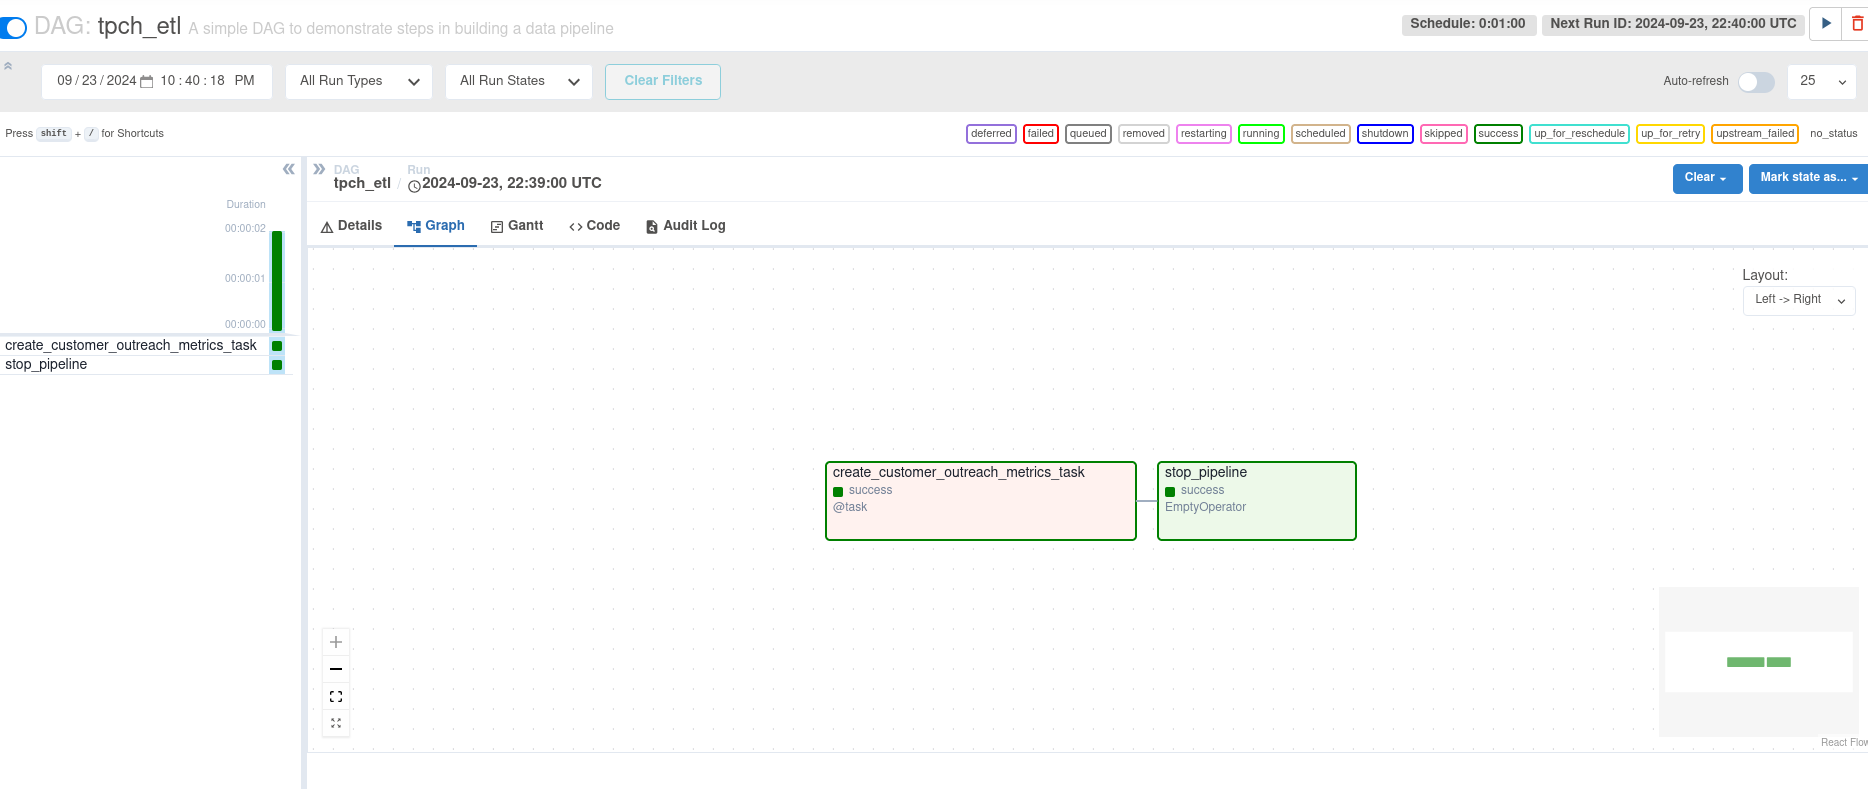 DAG: tpch_etl A simple DAG to demonstrate steps in building a data pipeline
Schedule: 0:01:00 Next Run ID: 2024-09-23, 22:40:00 UTC
09 / 23 / 2024 10 : 40 : 18 PM All Run Types All Run States Clear Filters Auto-refresh 25
Press shift + / for Shortcuts
deferred failed queued removed restarting running scheduled shutdown skipped success up_for_reschedule up_for_retry upstream_failed no_status
DAG Run
tpch_etl / 2024-09-23, 22:39:00 UTC
Clear Mark state as...
Details Graph Gantt Code Audit Log
Duration
00:00:02
00:00:01
00:00:00
create_customer_outreach_metrics_task
stop_pipeline
Layout:
Left -> Right
create_customer_outreach_metrics_task
success
@task
stop_pipeline
success
EmptyOperator
React Flow